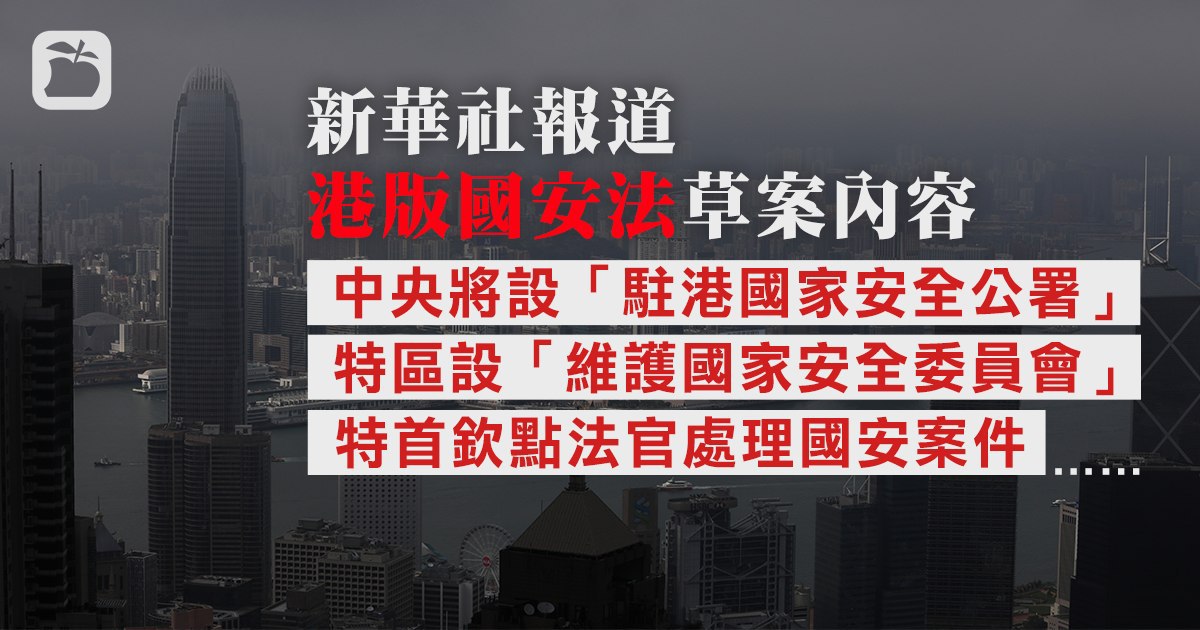 新華社報道
港版國安法草案內容
中央將設「駐港國家安全公署」
特區設「維護國家安全委員會」
特首欽點法官處理國安案件……